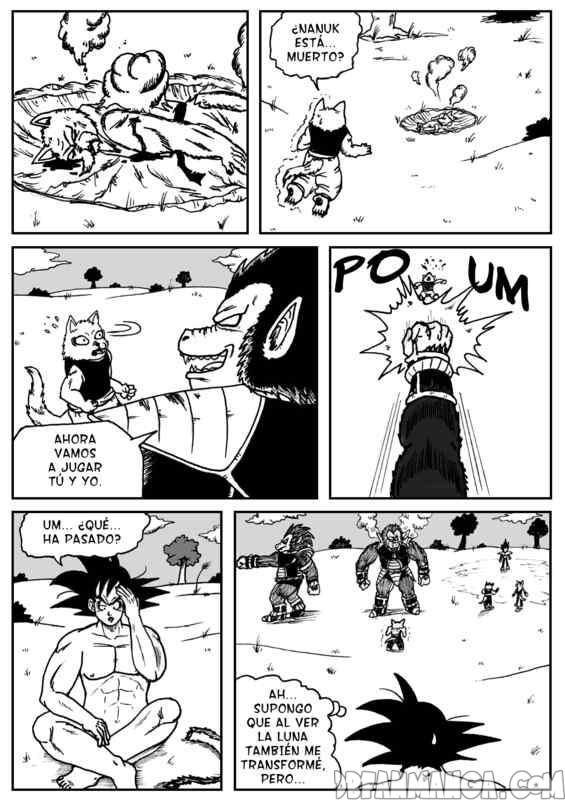 ¿NANUK
ESTÁ...
MUERTO?
AHORA
VAMOS
A JUGAR
TÚ Y YO.
PO UM
UM... ¿QUÉ...
HA PASADO?
AH...
SUPONGO
QUE AL VER
LA LUNA
TAMBIÉN ME
TRANSFORMÉ,
PERO...
DBFANMANGA.COM